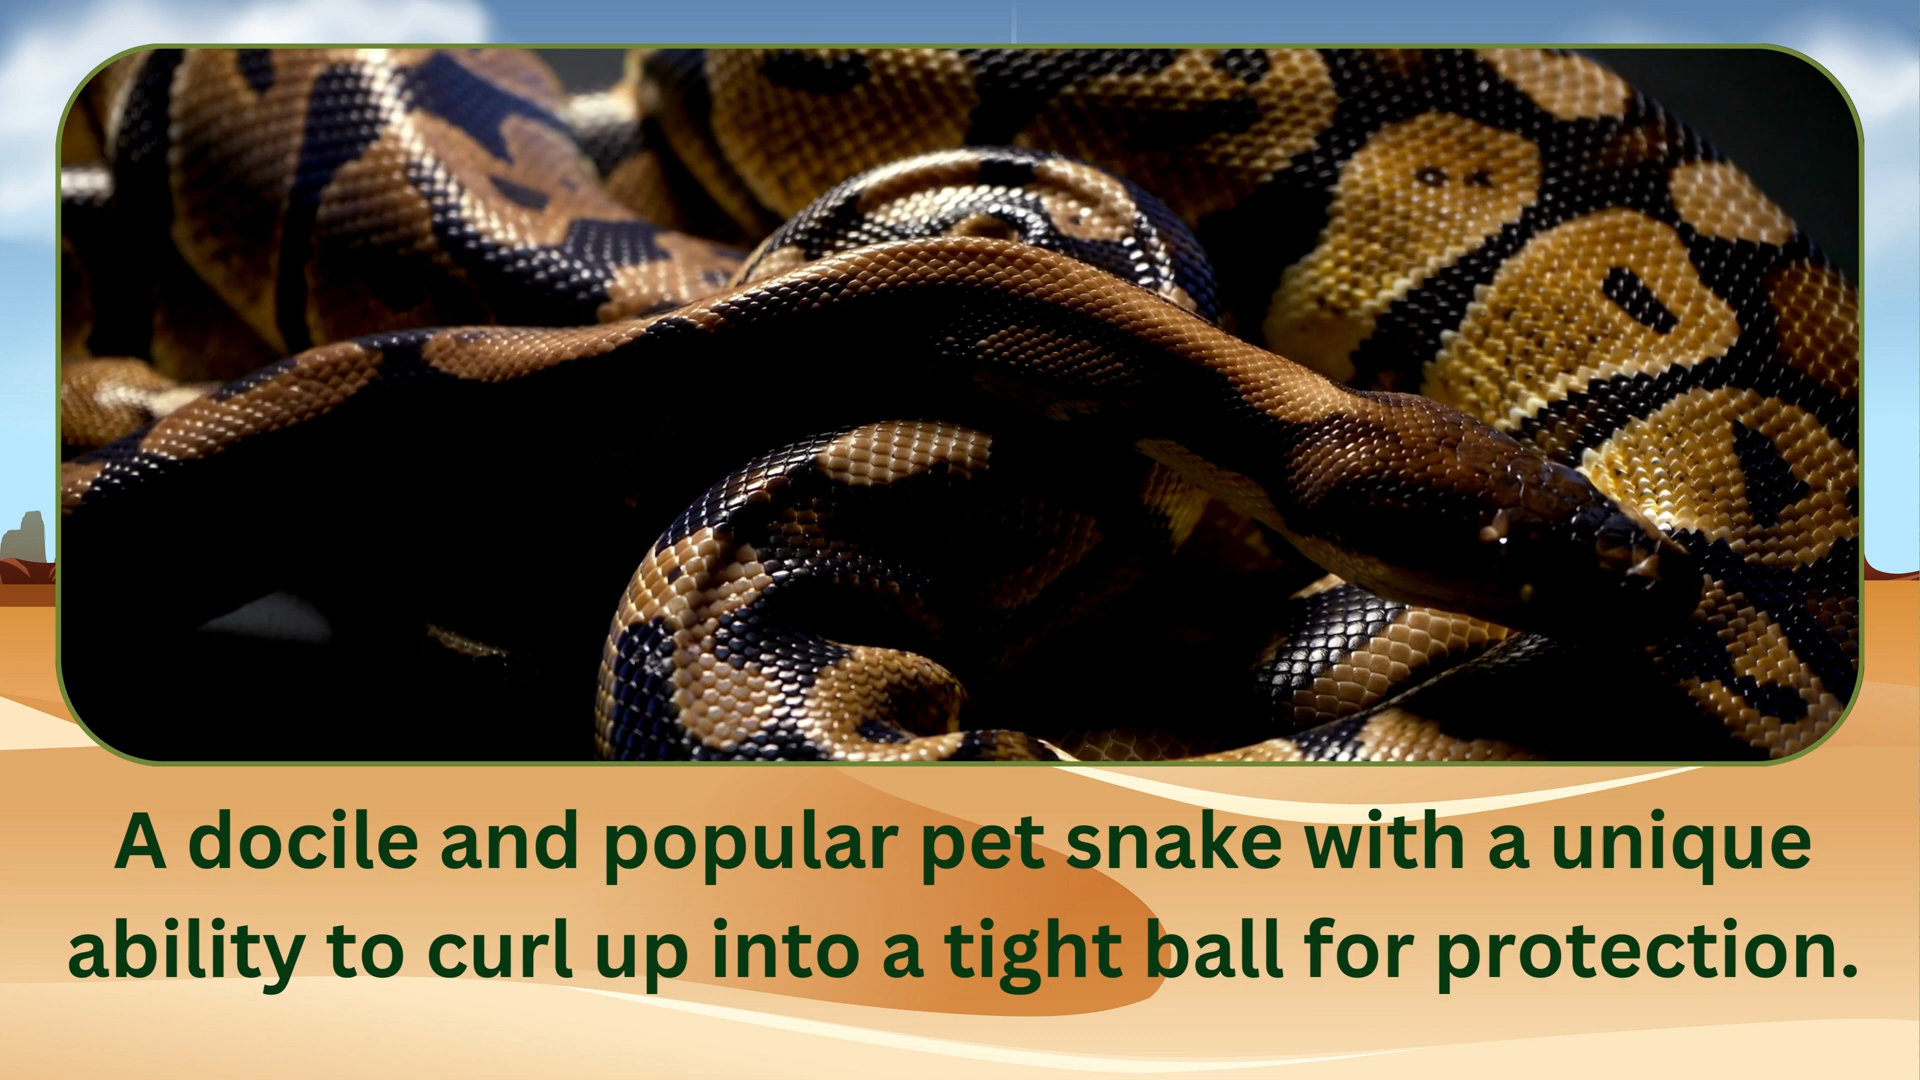 A docile and popular pet snake with a unique
ability to curl up into a tight ball for protection.